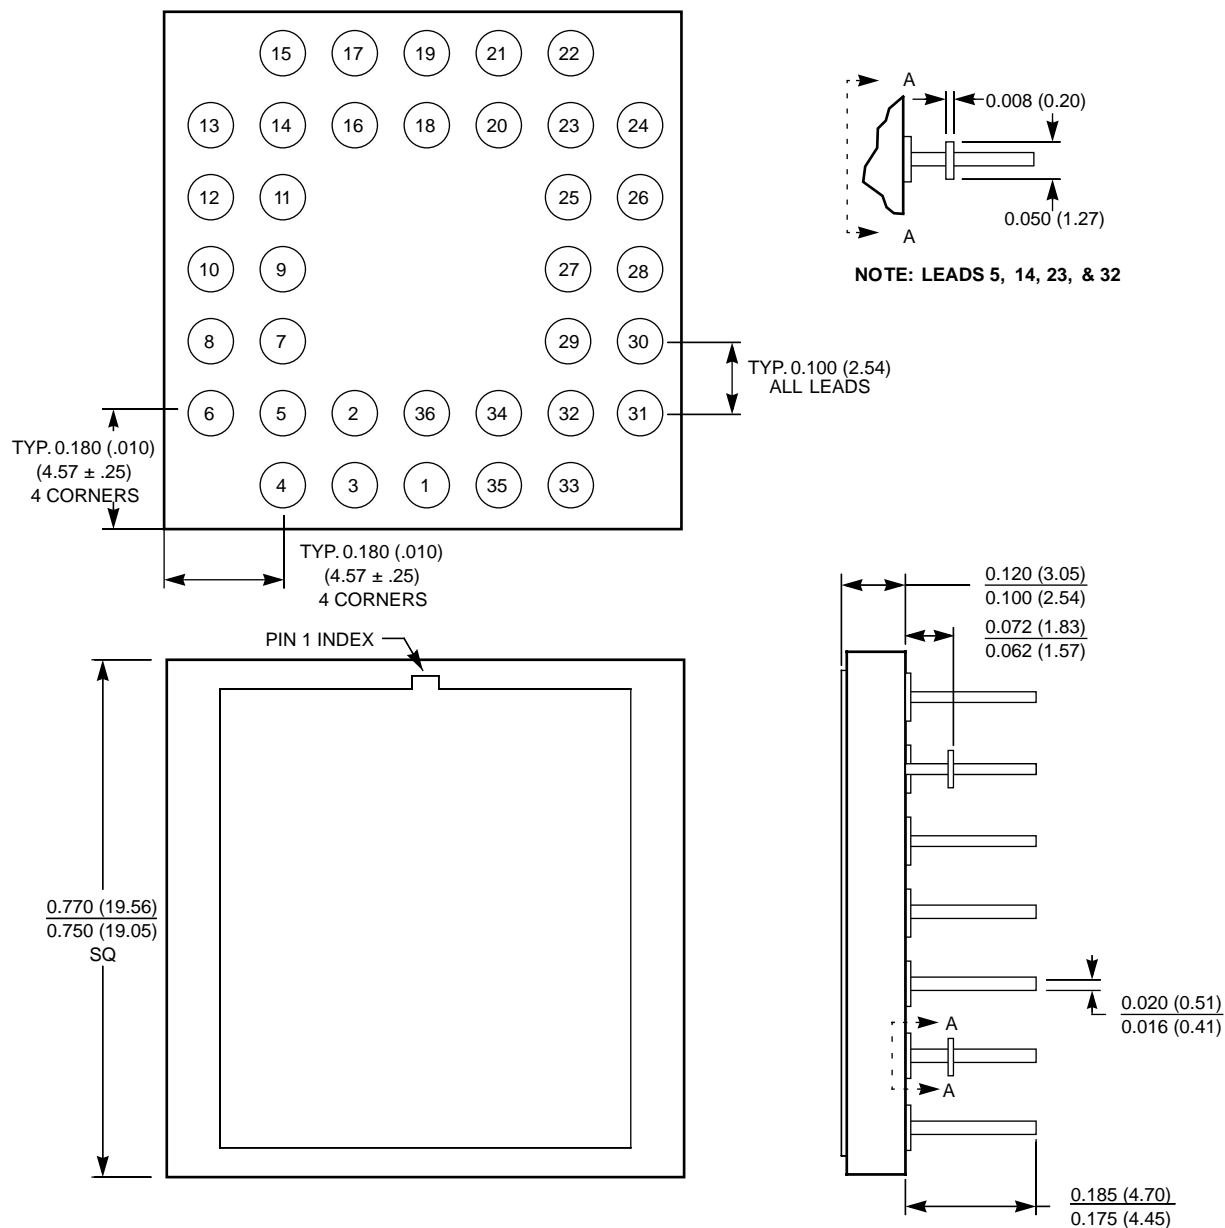 15 17 19 21 22
13 14 16 18 20 23 24
12 11 25 26
10 9 27 28
8 7 29 30
6 5 2 36 34 32 31
4 3 1 35 33
TYP. 0.180 (.010)
(4.57 ± .25)
4 CORNERS
TYP. 0.180 (.010)
(4.57 ± .25)
4 CORNERS
TYP. 0.100 (2.54)
ALL LEADS
A
0.008 (0.20)
0.050 (1.27)
A
NOTE: LEADS 5, 14, 23, & 32
PIN 1 INDEX
0.770 (19.56)
0.750 (19.05)
SQ
0.120 (3.05)
0.100 (2.54)
0.072 (1.83)
0.062 (1.57)
0.020 (0.51)
0.016 (0.41)
A
A
0.185 (4.70)
0.175 (4.45)